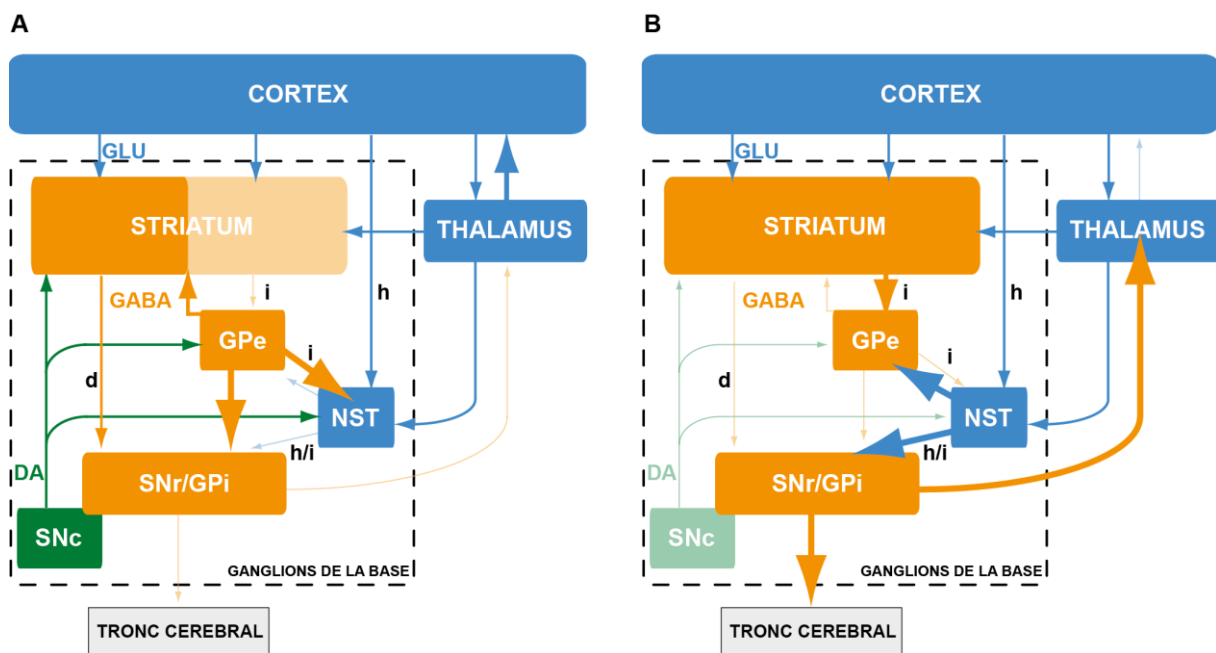 A
CORTEX
GLU
STRIATUM
THALAMUS
GABA
i
h
GPe
i
d
NST
h/i
DA
SNr/GPi
SNc
GANGLIONS DE LA BASE
TRONC CEREBRAL
B
CORTEX
GLU
STRIATUM
THALAMUS
GABA
i
h
GPe
i
d
NST
h/i
DA
SNr/GPi
SNc
GANGLIONS DE LA BASE
TRONC CEREBRAL